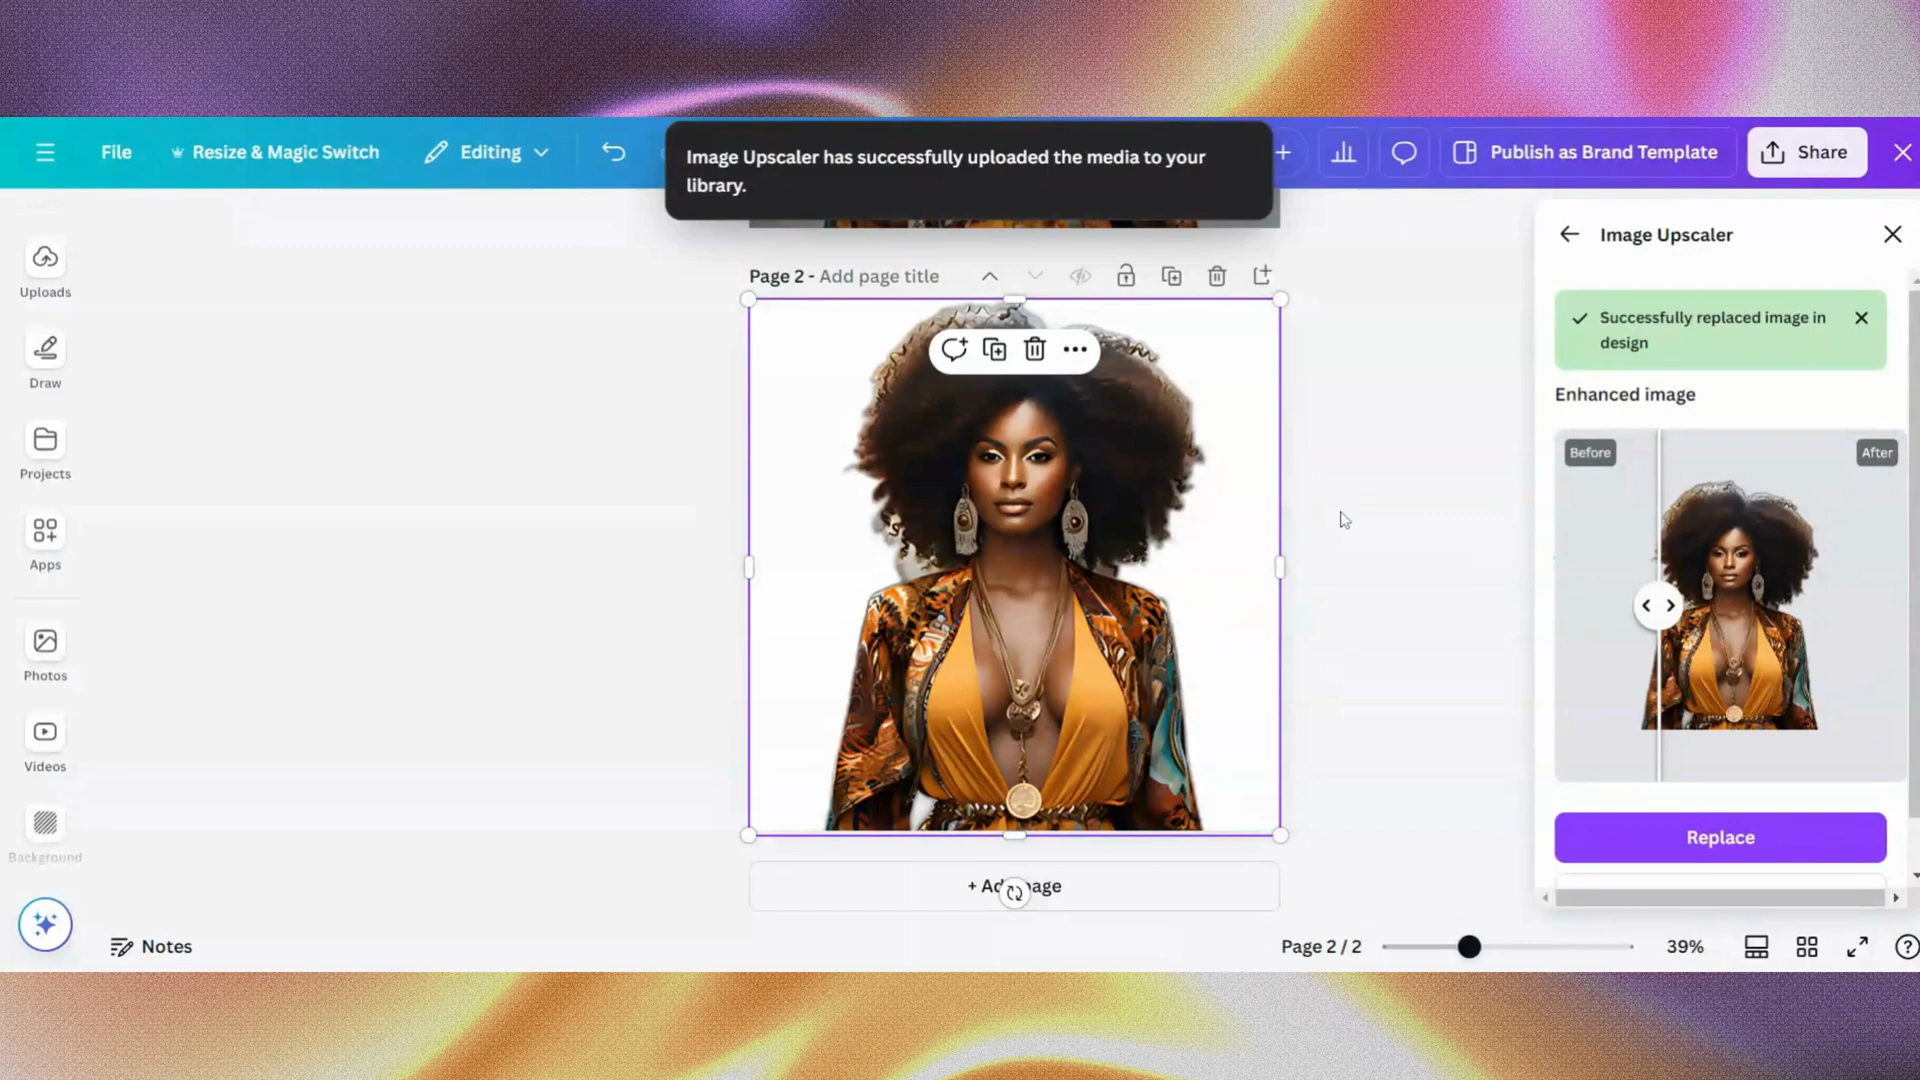 File
Resize & Magic Switch
Editing
Image Upscaler has successfully uploaded the media to your
library.
Publish as Brand Template
Share
Uploads
Draw
Projects
Apps
Photos
Videos
Background
Page 2 - Add page title
+ Ad page
Image Upscaler
Successfully replaced image in
design
Enhanced image
Before
After
Replace
Notes
Page 2 / 2
39%